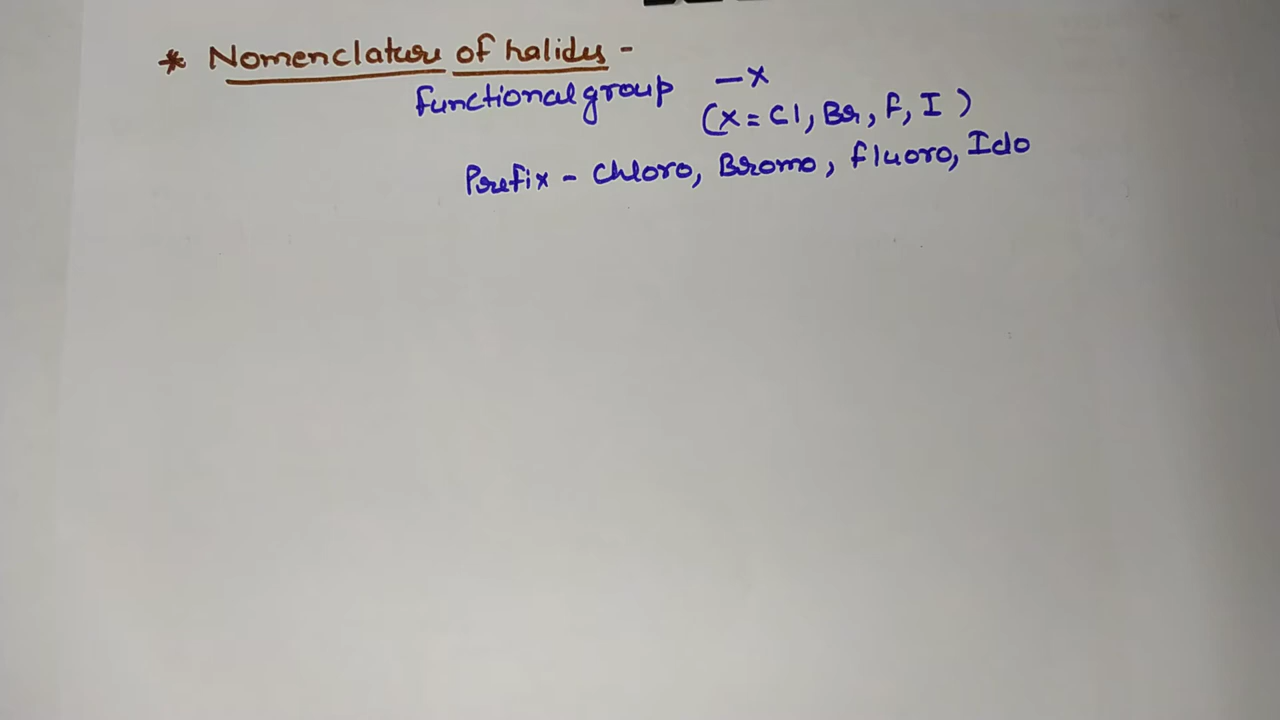 * Nomenclature of halides -
functional group -X
(X = Cl, Br, F, I)
Prefix - Chloro, Bromo, fluoro, Ido